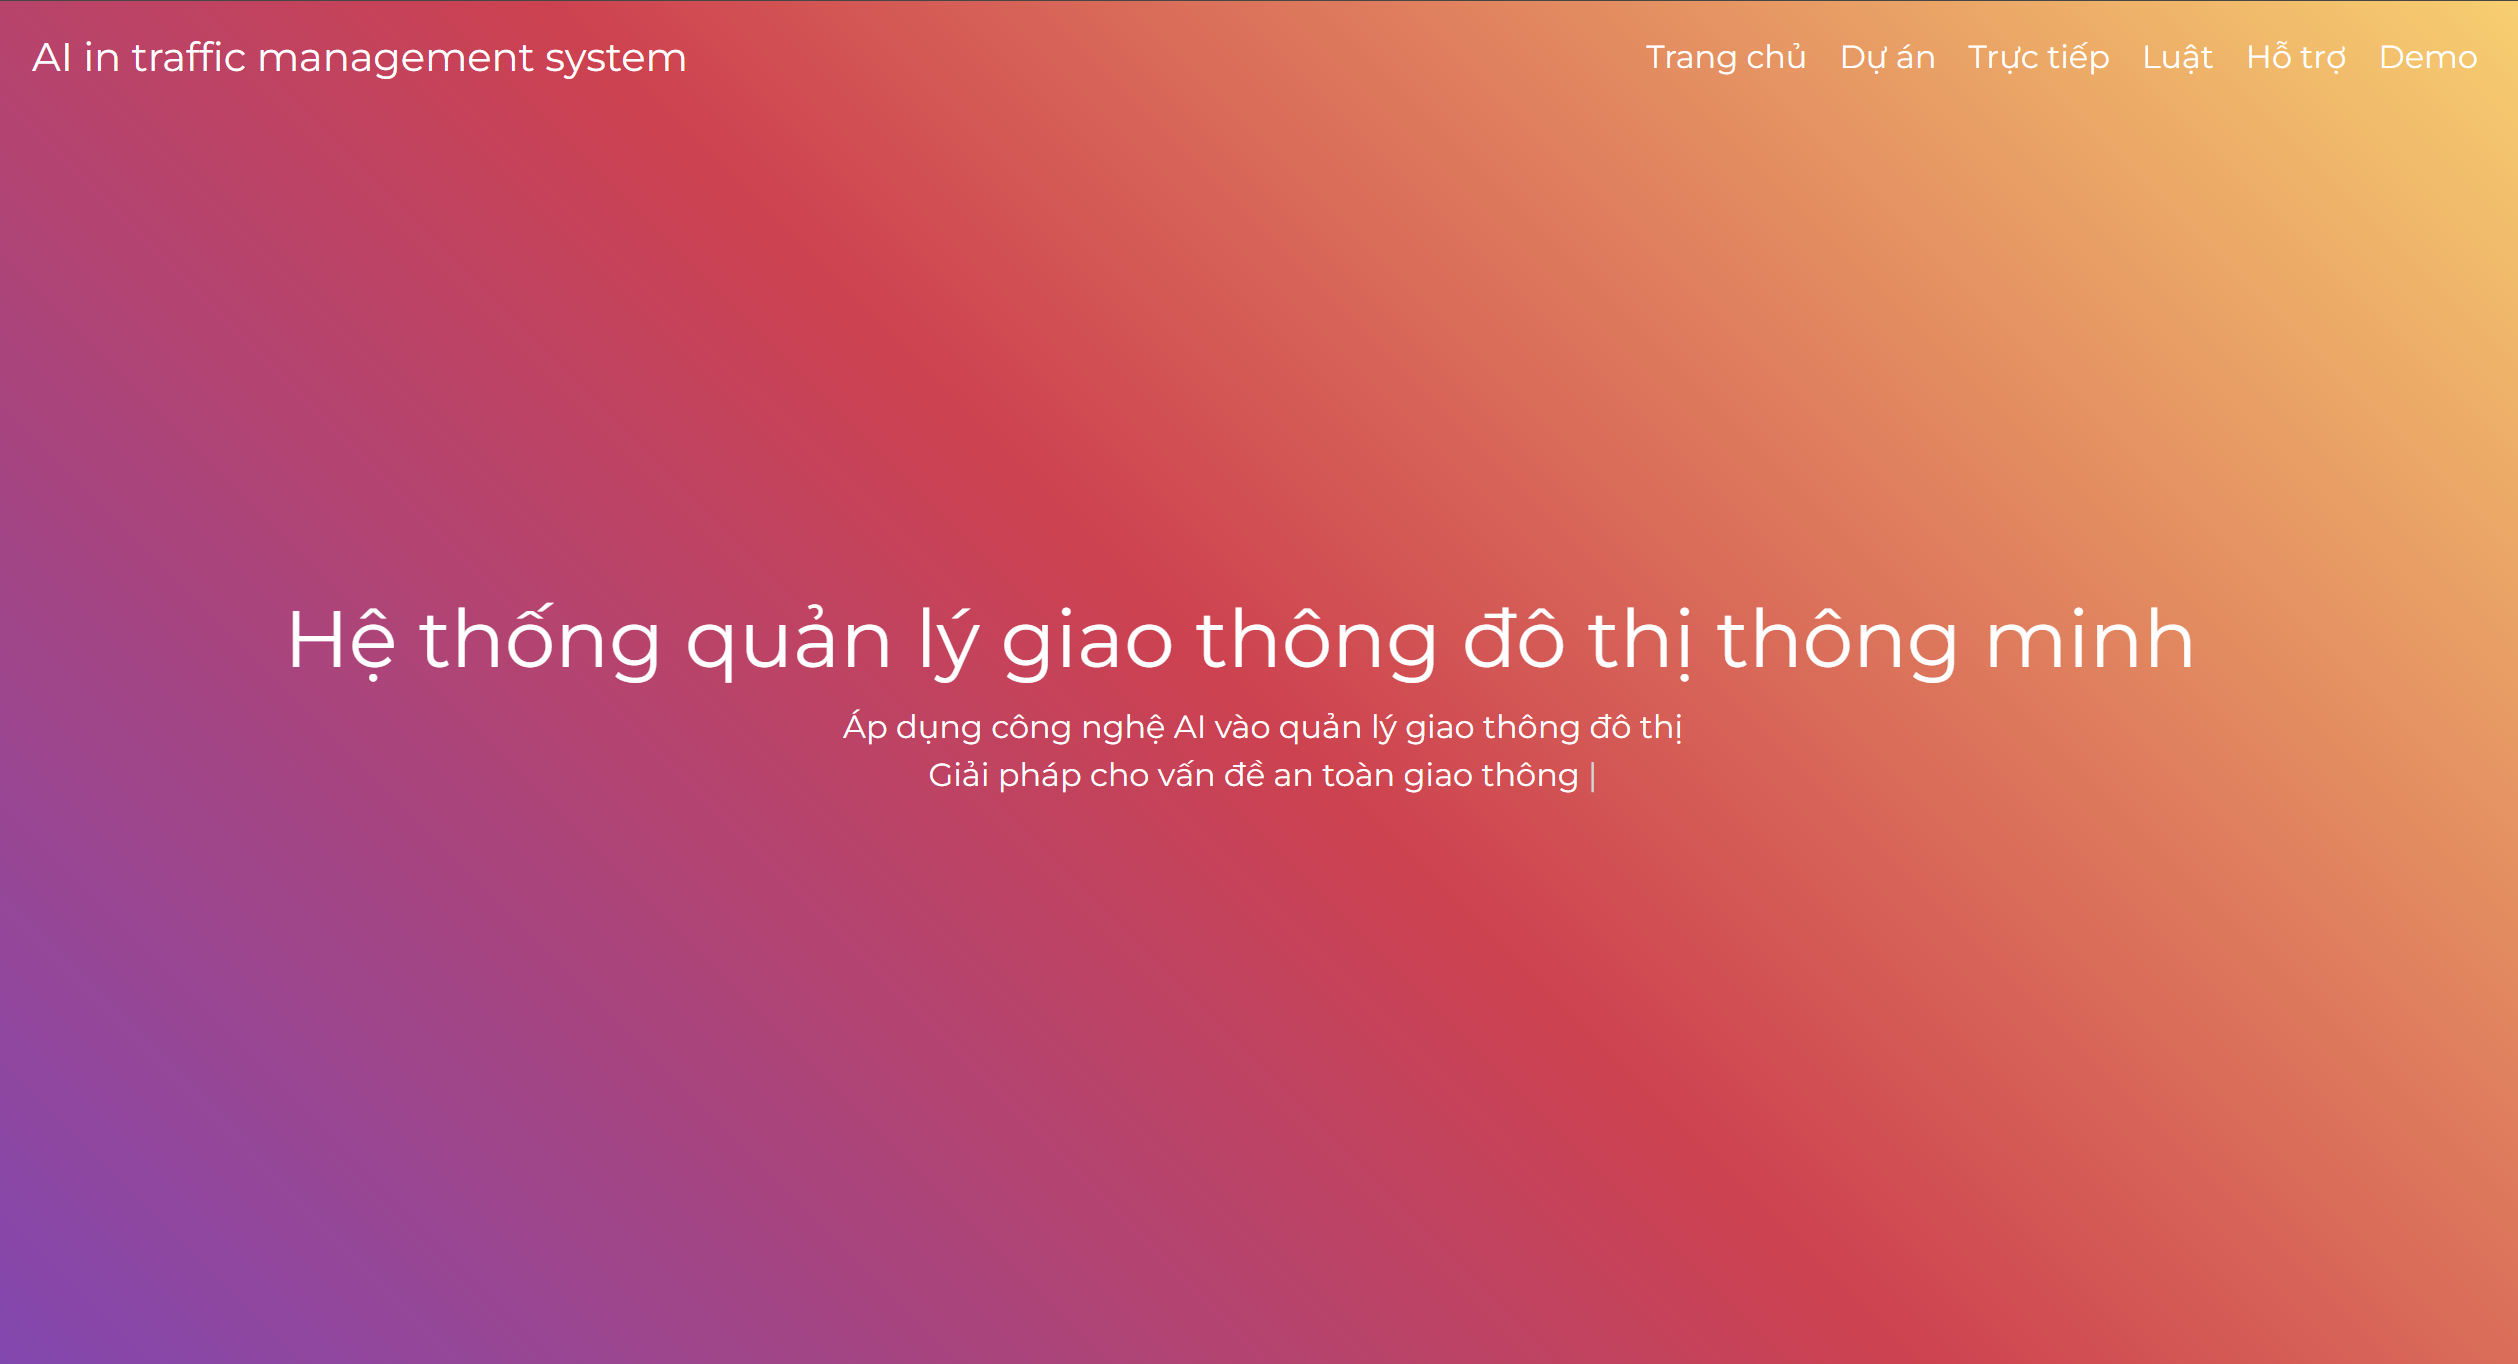 AI in traffic management system
Trang chủ Dự án Trực tiếp Luật Hỗ trợ Demo
Hệ thống quản lý giao thông đô thị thông minh
Áp dụng công nghệ AI vào quản lý giao thông đô thị
Giải pháp cho vấn đề an toàn giao thông |